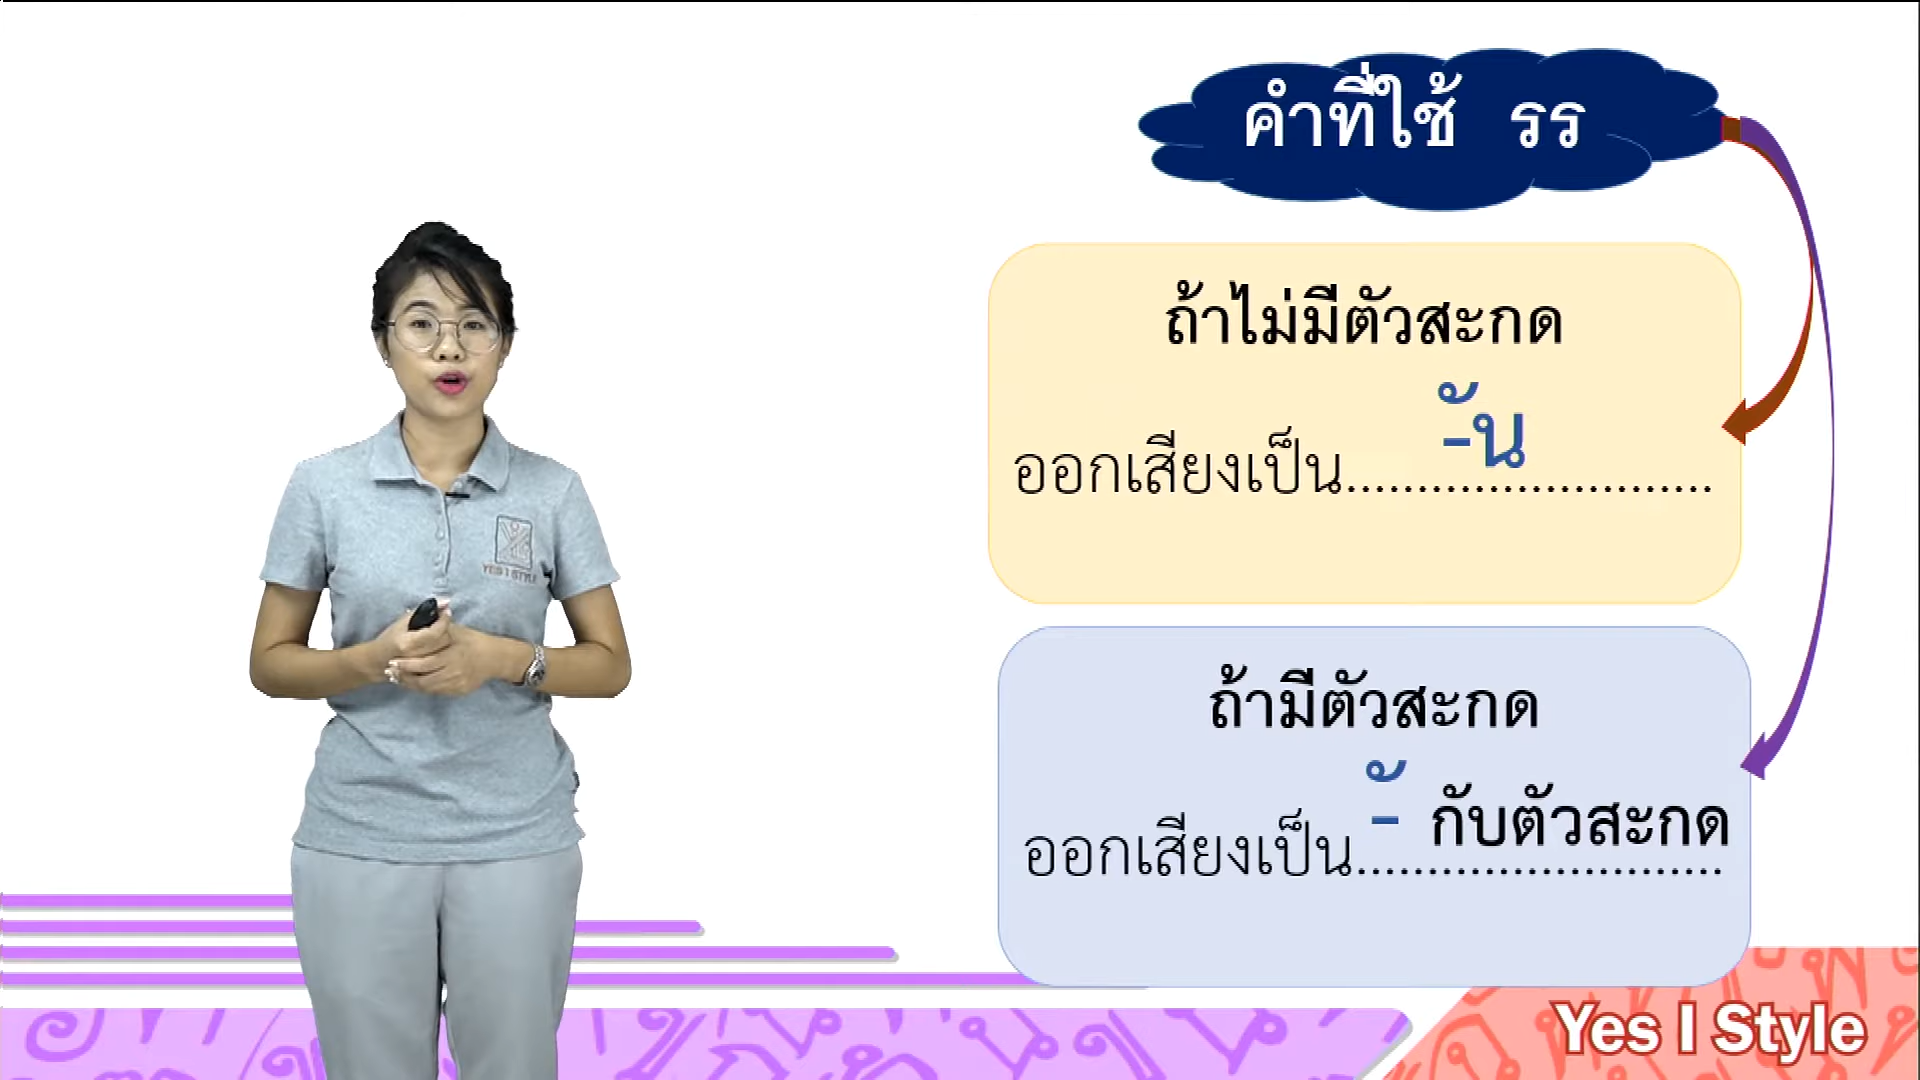 คำที่ใช้ รร
ถ้าไม่มีตัวสะกด
-ัน
ออกเสียงเป็น..........................
ถ้ามีตัวสะกด
-ั กับตัวสะกด
ออกเสียงเป็น..........................
YES I STYLE
Yes I Style